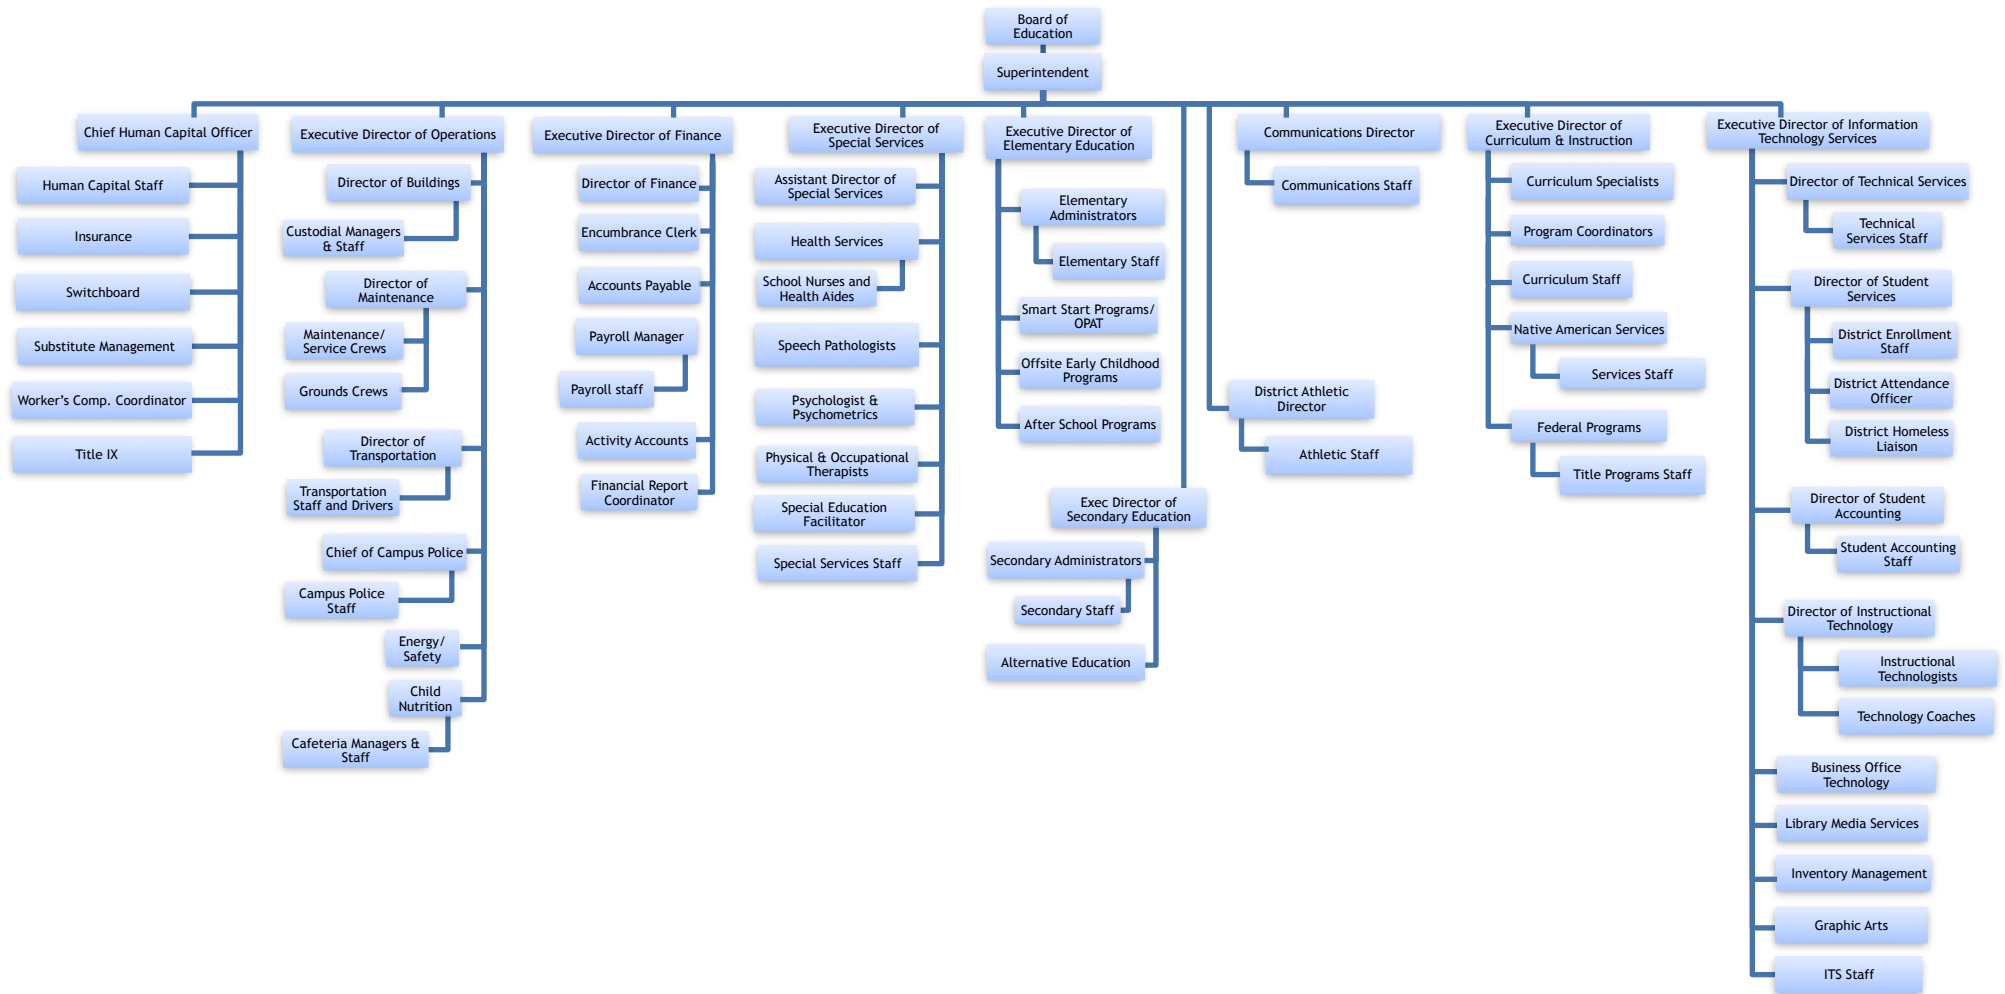 Board of
Education
Superintendent
Chief Human Capital Officer
Human Capital Staff
Insurance
Switchboard
Substitute Management
Worker’s Comp. Coordinator
Title IX
Executive Director of Operations
Director of Buildings
Custodial Managers
& Staff
Director of
Maintenance
Maintenance/
Service Crews
Grounds Crews
Director of
Transportation
Transportation
Staff and Drivers
Chief of Campus Police
Campus Police
Staff
Energy/
Safety
Child
Nutrition
Cafeteria Managers &
Staff
Executive Director of Finance
Director of Finance
Encumbrance Clerk
Accounts Payable
Payroll Manager
Payroll staff
Activity Accounts
Financial Report
Coordinator
Executive Director of
Special Services
Assistant Director of
Special Services
Health Services
School Nurses and
Health Aides
Speech Pathologists
Psychologist &
Psychometrics
Physical & Occupational
Therapists
Special Education
Facilitator
Special Services Staff
Executive Director of
Elementary Education
Elementary
Administrators
Elementary Staff
Smart Start Programs/
OPAT
Offsite Early Childhood
Programs
After School Programs
Exec Director of
Secondary Education
Secondary Administrators
Secondary Staff
Alternative Education
Communications Director
Communications Staff
District Athletic
Director
Athletic Staff
Executive Director of
Curriculum & Instruction
Curriculum Specialists
Program Coordinators
Curriculum Staff
Native American Services
Services Staff
Federal Programs
Title Programs Staff
Executive Director of Information
Technology Services
Director of Technical Services
Technical
Services Staff
Director of Student
Services
District Enrollment
Staff
District Attendance
Officer
District Homeless
Liaison
Director of Student
Accounting
Student Accounting
Staff
Director of Instructional
Technology
Instructional
Technologists
Technology Coaches
Business Office
Technology
Library Media Services
Inventory Management
Graphic Arts
ITS Staff